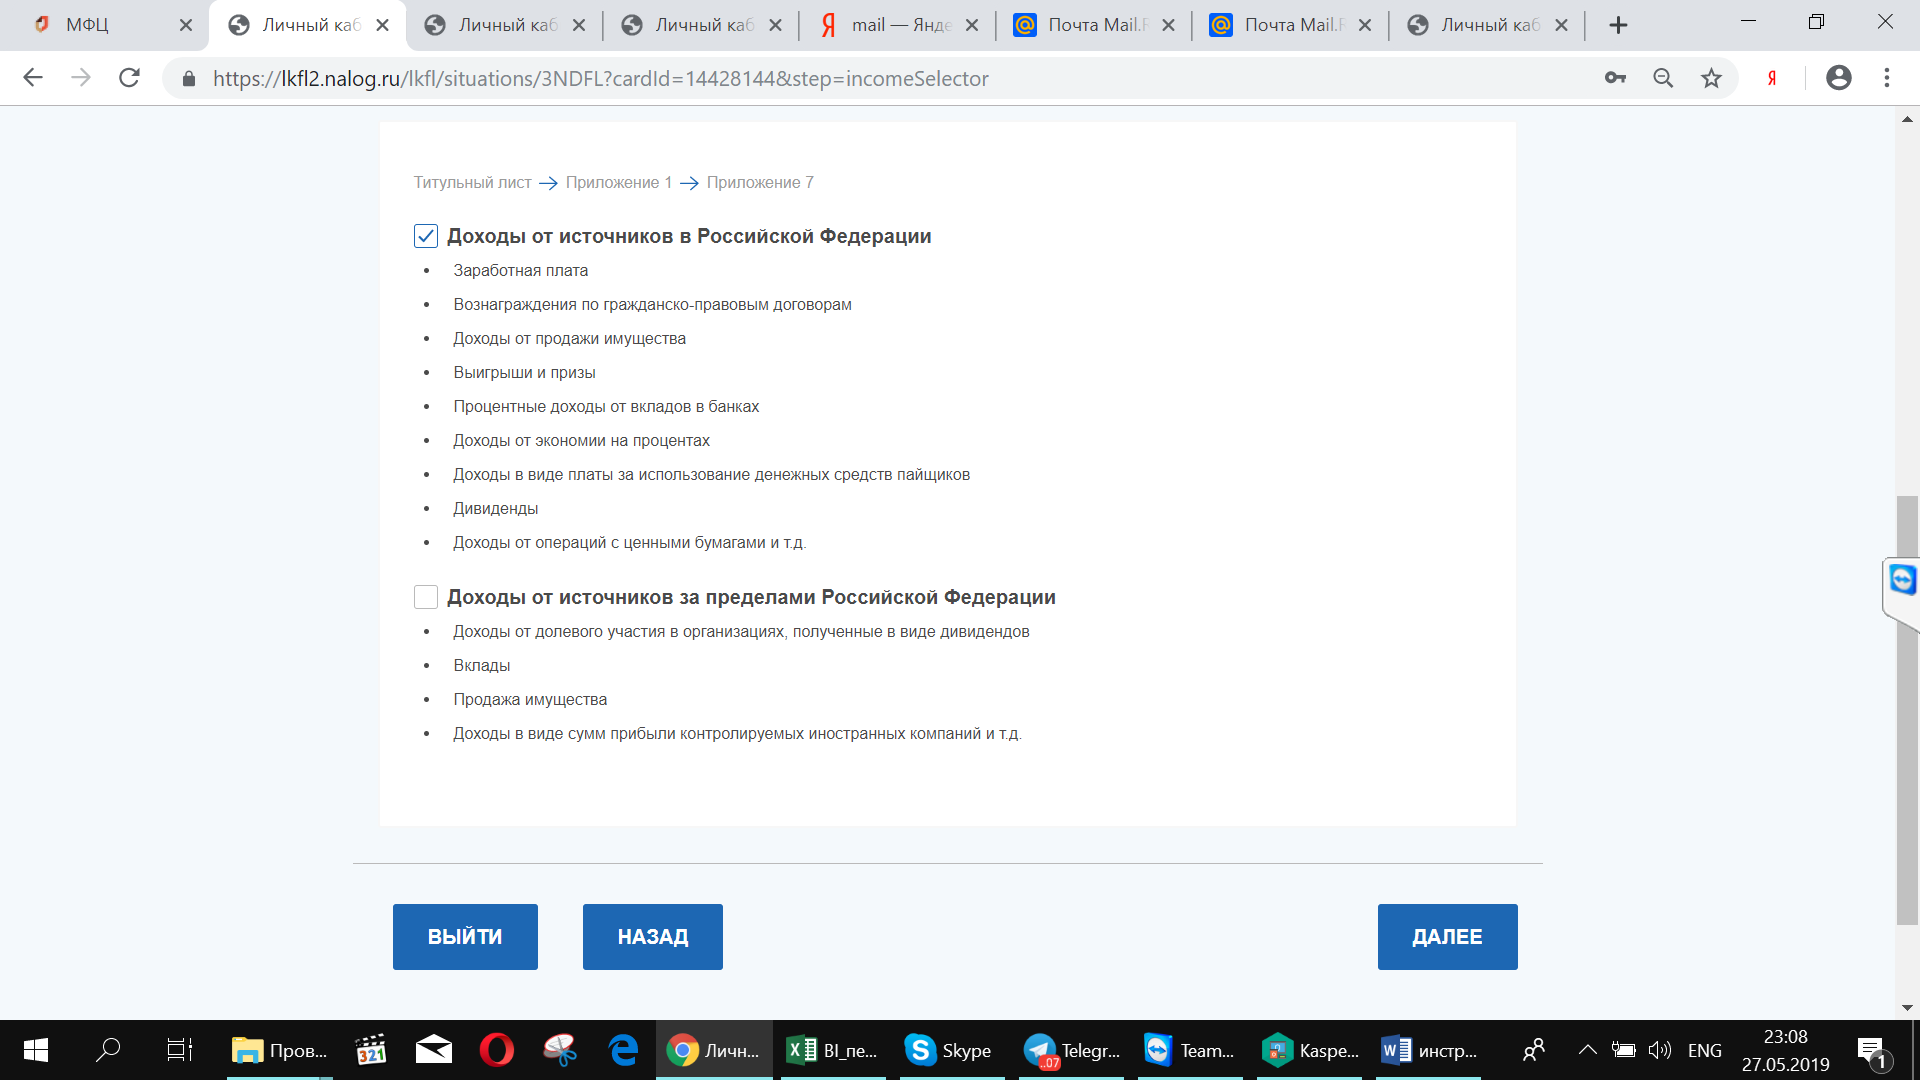 МФЦ
Личный каб
Личный каб
Личный каб
mail — Янде
Почта Mail.R
Почта Mail.R
Личный каб
https://lkfl2.nalog.ru/lkfl/situations/3NDFL?cardId=14428144&step=incomeSelector
Титульный лист → Приложение 1 → Приложение 7
Доходы от источников в Российской Федерации
• Заработная плата
• Вознаграждения по гражданско-правовым договорам
• Доходы от продажи имущества
• Выигрыши и призы
• Процентные доходы от вкладов в банках
• Доходы от экономии на процентах
• Доходы в виде платы за использование денежных средств пайщиков
• Дивиденды
• Доходы от операций с ценными бумагами и т.д.
Доходы от источников за пределами Российской Федерации
• Доходы от долевого участия в организациях, полученные в виде дивидендов
• Вклады
• Продажа имущества
• Доходы в виде сумм прибыли контролируемых иностранных компаний и т.д.
ВЫЙТИ
НАЗАД
ДАЛЕЕ
Пров...
321
Личн...
BI_пе...
Skype
Telegr...
..07
Team...
Kaspe...
инстр...
ENG
23:08
27.05.2019
1